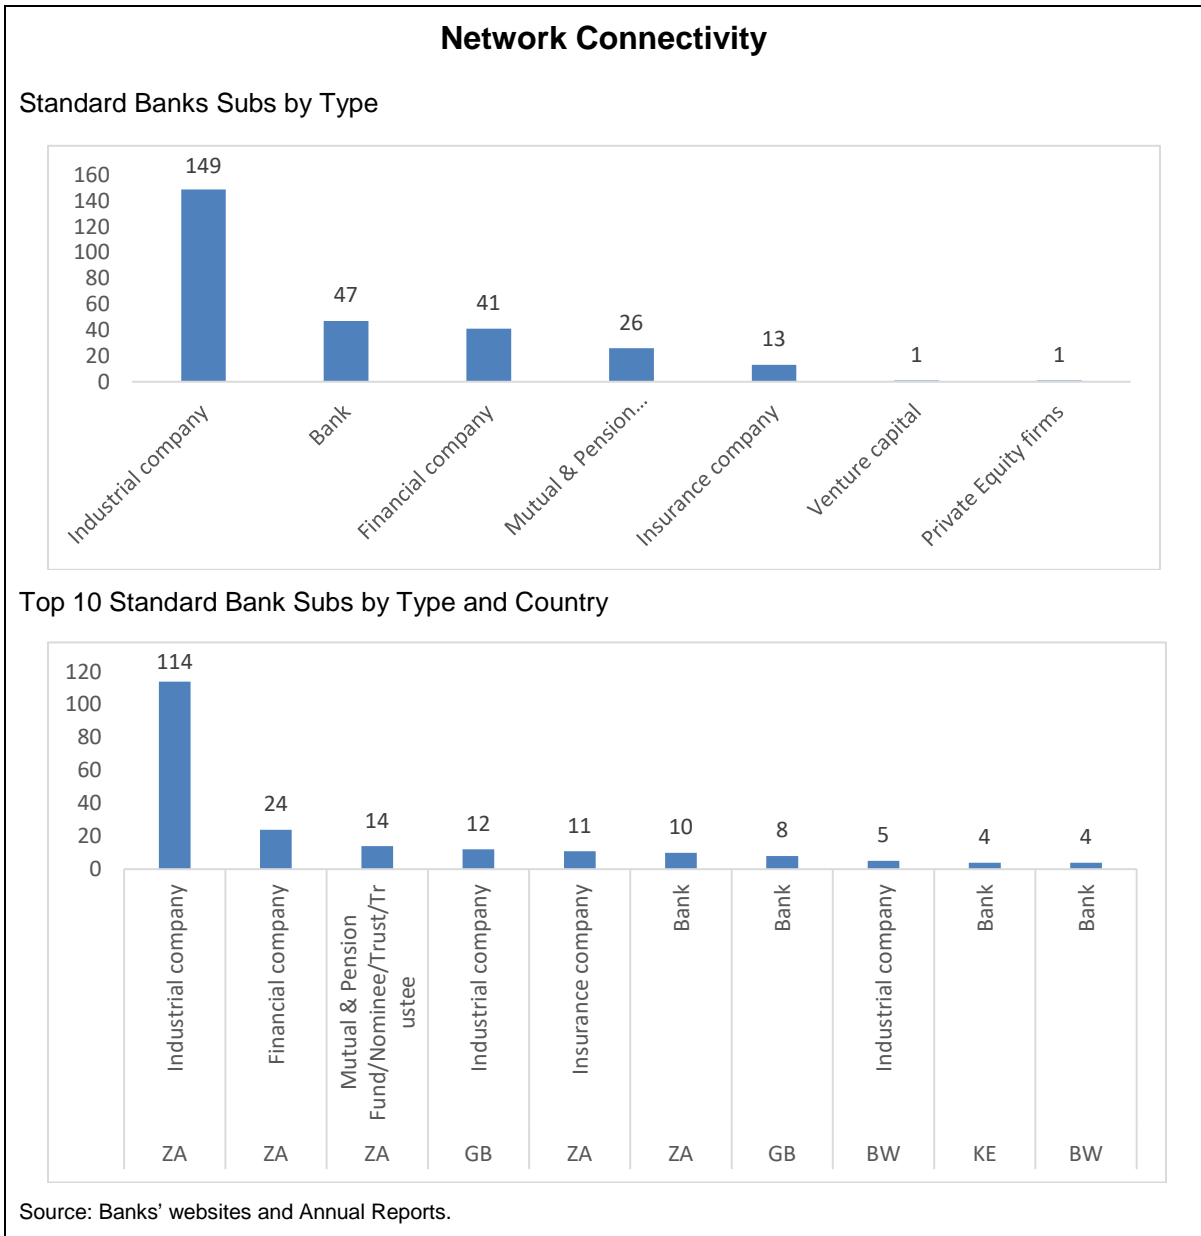 Network Connectivity
Standard Banks Subs by Type
160
140
120
100
80
60
40
20
0
149
47
41
26
13
1
1
Industrial company
Bank
Financial company
Mutual & Pension...
Insurance company
Venture capital
Private Equity firms
Top 10 Standard Bank Subs by Type and Country
120
100
80
60
40
20
0
114
24
14
12
11
10
8
5
4
4
Industrial company
Financial company
Mutual & Pension
Fund/Nominee/Trust/Tr
ustee
Industrial company
Insurance company
Bank
Bank
Industrial company
Bank
Bank
ZA
ZA
ZA
GB
ZA
ZA
GB
BW
KE
BW
Source: Banks’ websites and Annual Reports.